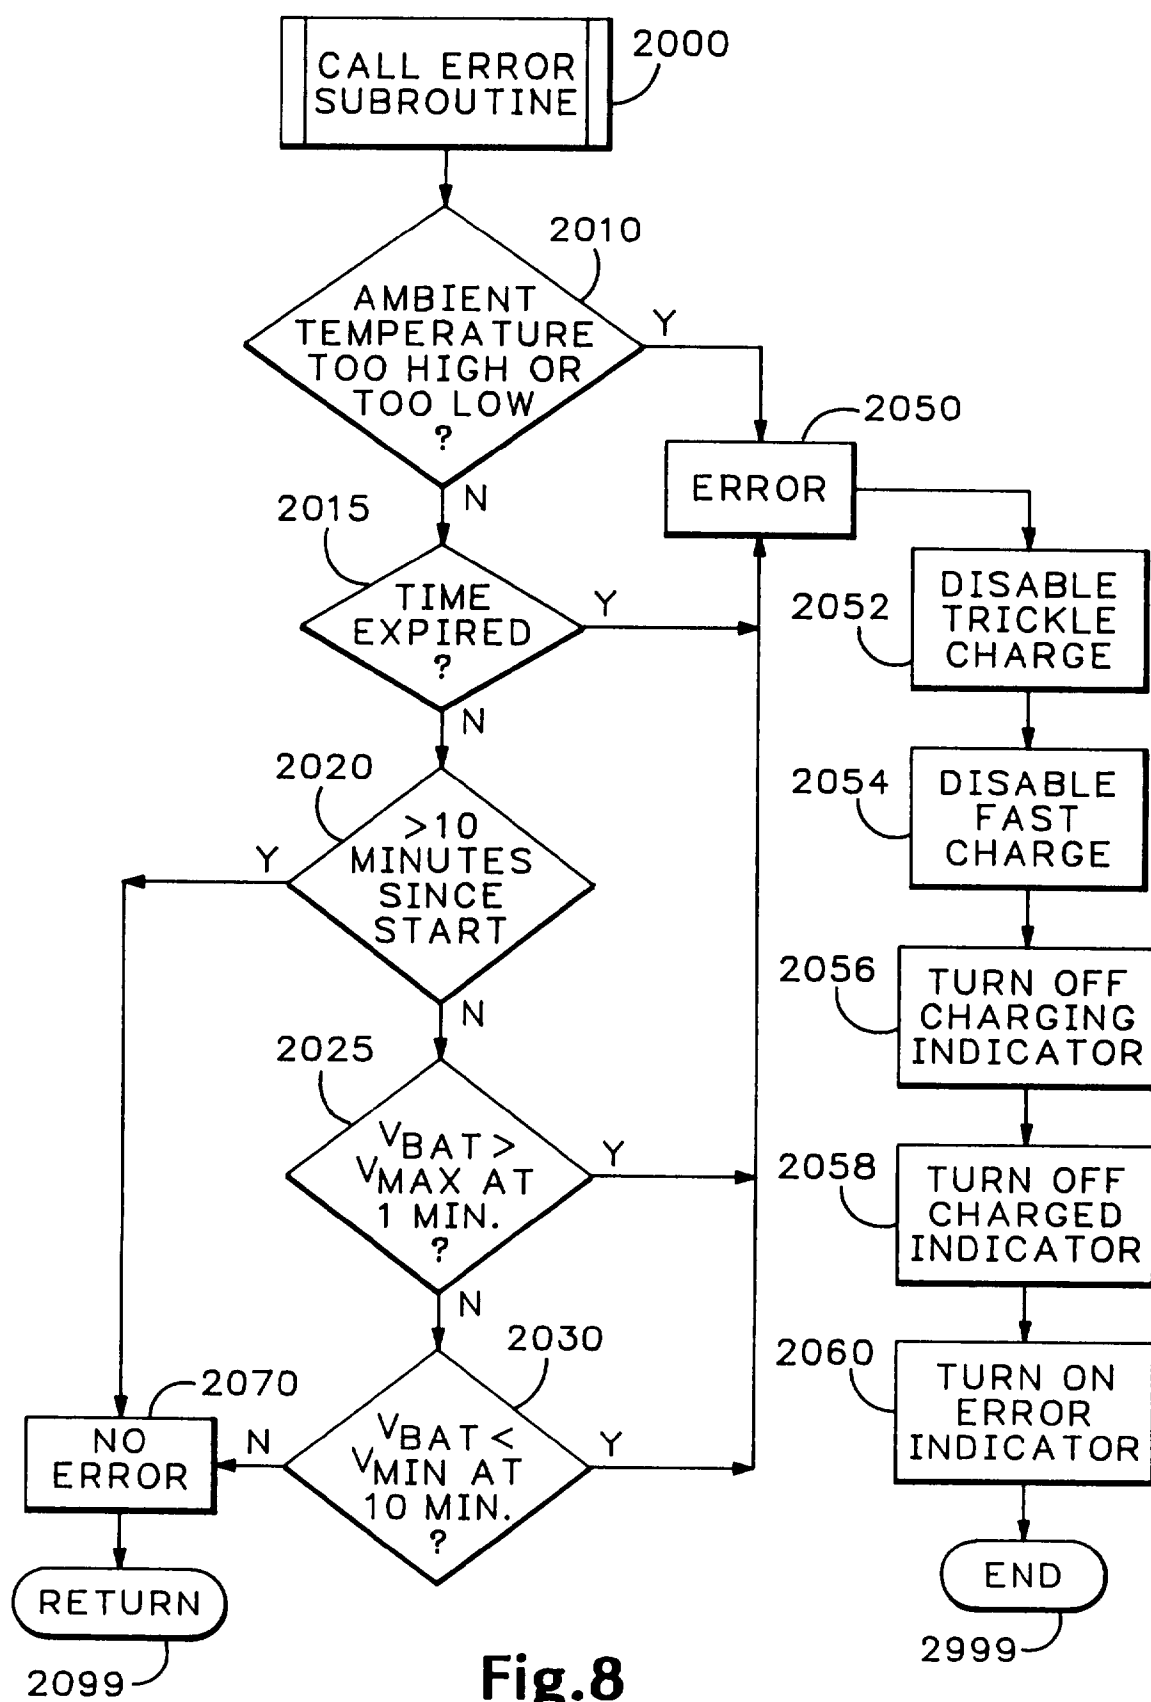 CALL ERROR
SUBROUTINE
2000
2010
AMBIENT
TEMPERATURE
TOO HIGH OR
TOO LOW
?
Y
N
2050
ERROR
2015
TIME
EXPIRED
?
Y
N
2052
DISABLE
TRICKLE
CHARGE
2020
>10
MINUTES
SINCE
START
Y
N
2054
DISABLE
FAST
CHARGE
2056
TURN OFF
CHARGING
INDICATOR
2025
VBAT >
VMAX AT
1 MIN.
?
Y
N
2058
TURN OFF
CHARGED
INDICATOR
2030
VBAT <
VMIN AT
10 MIN.
?
Y
N
2060
TURN ON
ERROR
INDICATOR
2070
NO
ERROR
RETURN
2099
END
2999
Fig.8